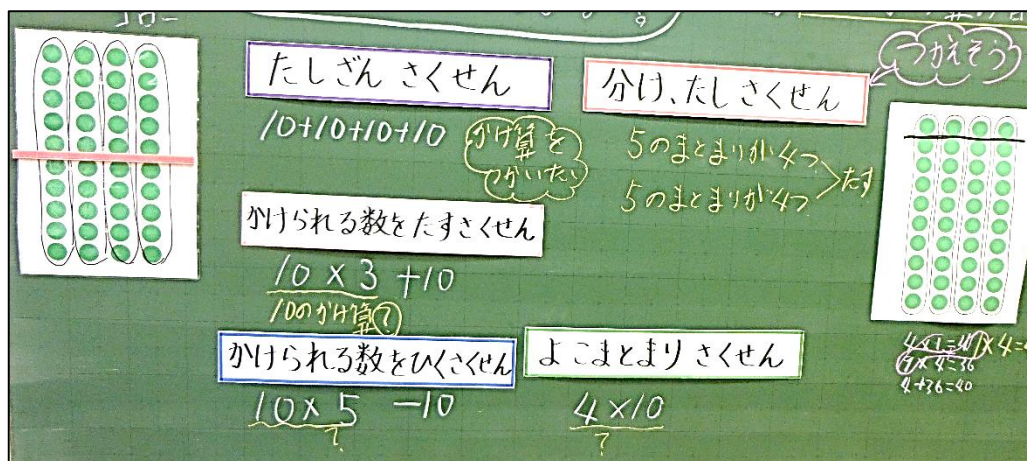 たしざん さくせん
10+10+10+10
かけ算を
つかいたい
分け、たしさくせん
つかえそう
5のまとまりが4つ
5のまとまりが4つ
たす
かけられる数をたすさくせん
10×3+10
10のかけ算?
かけられる数をひくさくせん
10×5-10
?
よこまとまり さくせん
4×10
?
×4=4
9×4=36
4+36=40